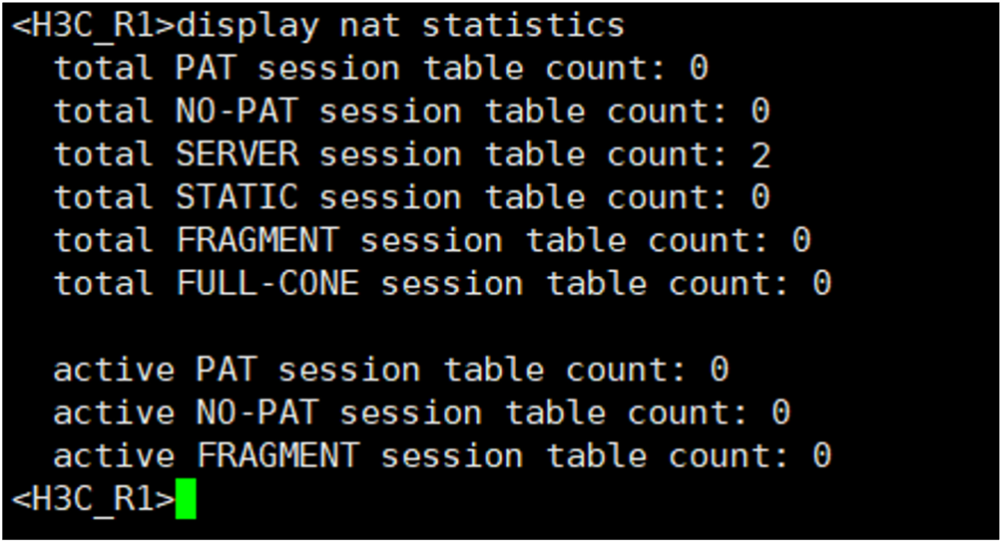 <H3C_R1>display nat statistics
total PAT session table count: 0
total NO-PAT session table count: 0
total SERVER session table count: 2
total STATIC session table count: 0
total FRAGMENT session table count: 0
total FULL-CONE session table count: 0
active PAT session table count: 0
active NO-PAT session table count: 0
active FRAGMENT session table count: 0
<H3C_R1>